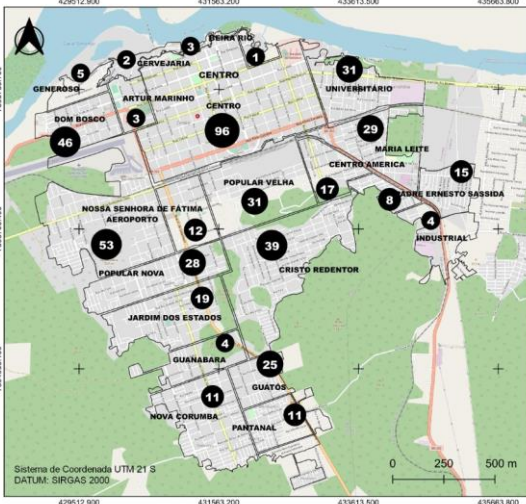 429512.900 431563.200 433613.500 435663.800
BEIRA RIO
3
2
CERVEJARIA
1
5
CENTRO
31
GENEROSO
ARTUR MARINHO
UNIVERSITÁRIO
CENTRO
DOM BOSCO
3
96
29
46
MARIA LEITE
CENTRO AMERICA
15
POPULAR VELHA
17
ADRE ERNESTO SASSIDA
31
8
NOSSA SENHORA DE FÁTIMA
4
AEROPORTO
12
INDUSTRIAL
53
39
28
CRISTO REDENTOR
POPULAR NOVA
19
JARDIM DOS ESTADOS
4
GUANABARA
25
GUATÓS
11
NOVA CORUMBA
11
PANTANAL
Sistema de Coordenada UTM 21 S
DATUM: SIRGAS 2000
0 250 500 m
429512.900 431563.200 433613.500 435663.800